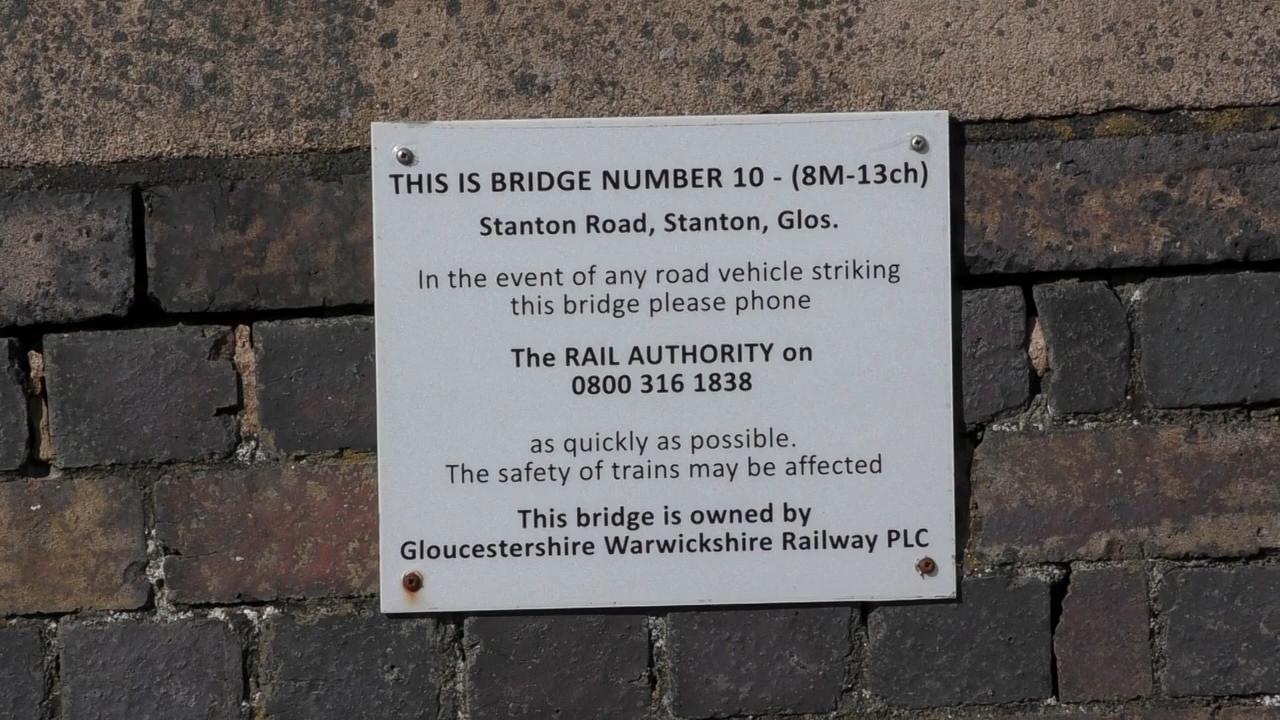 THIS IS BRIDGE NUMBER 10 - (8M-13ch)
Stanton Road, Stanton, Glos.
In the event of any road vehicle striking
this bridge please phone
The RAIL AUTHORITY on
0800 316 1838
as quickly as possible.
The safety of trains may be affected
This bridge is owned by
Gloucestershire Warwickshire Railway PLC